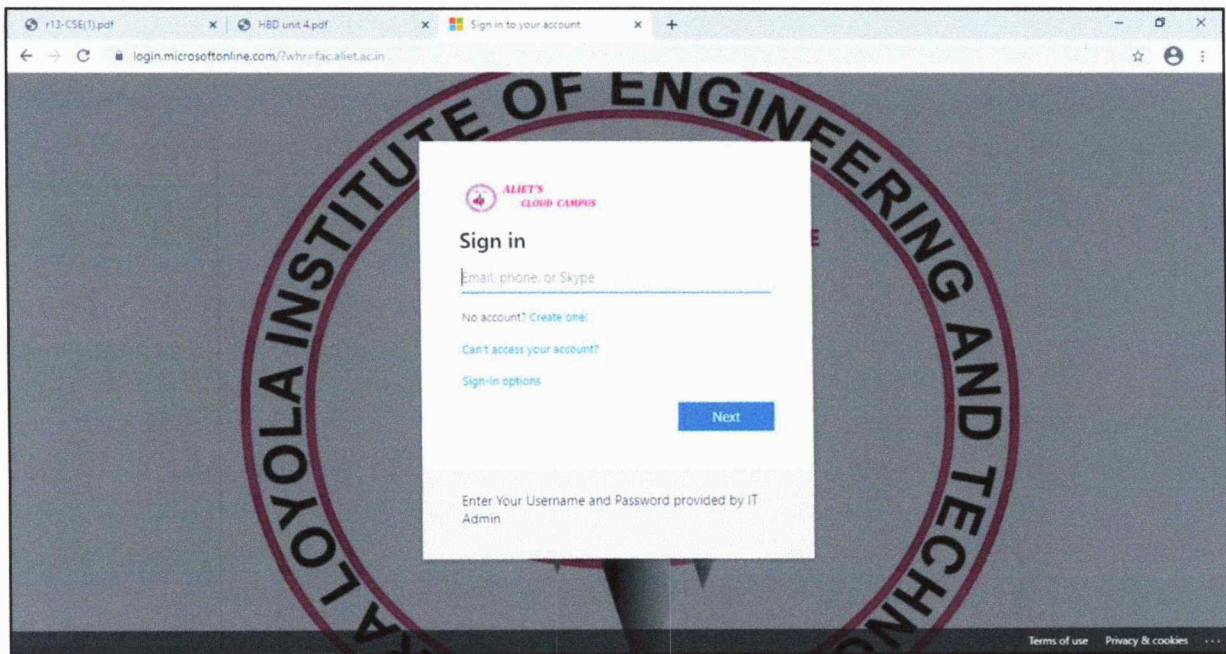 r13-CSE(1).pdf
HBD unit 4.pdf
Sign in to your account
login.microsoftonline.com/?whr=fac.aliet.ac.in
LOYOLA INSTITUTE OF ENGINEERING AND TECHNO
ALIET'S
CLOUD CAMPUS
Sign in
Email, phone, or Skype
No account? Create one!
Can't access your account?
Sign-in options
Next
Enter Your Username and Password provided by IT
Admin
Terms of use Privacy & cookies